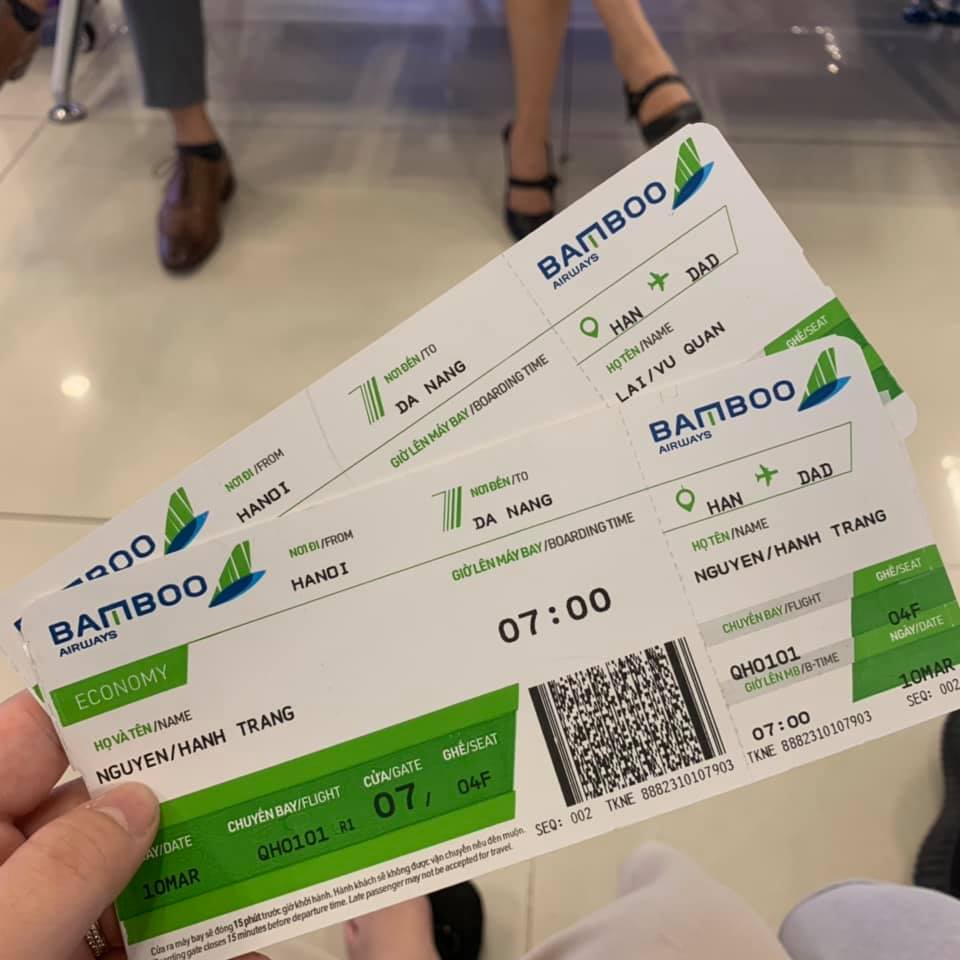 BAMBOO
AIRWAYS
HAN DAD
HỌ TÊN/NAME
LAI/VU QUAN
GHẾ/SEAT
NƠI ĐẾN/TO
DA NANG
GIỜ LÊN MÁY BAY/BOARDING TIME
NƠI ĐI/FROM
HANOI
BAMBOO
AIRWAYS
ECONOMY
NƠI ĐI/FROM
HANOI
NƠI ĐẾN/TO
DA NANG
GIỜ LÊN MÁY BAY/BOARDING TIME
07:00
HỌ VÀ TÊN/NAME
NGUYEN/HANH TRANG
CHUYẾN BAY/FLIGHT CỬA/GATE GHẾ/SEAT
QH0101 R1 07/ 04F
10MAR
SEQ: 002 TKNE 8882310107903
Cửa ra máy bay sẽ đóng 15 phút trước giờ khởi hành. Hành khách sẽ không được vận chuyển nếu đến muộn.
gate closes 15 minutes before departure time. Late passenger may not be accepted for travel.
BAMBOO
AIRWAYS
HAN DAD
HỌ TÊN/NAME
NGUYEN/HANH TRANG
CHUYẾN BAY/FLIGHT GHẾ/SEAT
QH0101 04F
GIỜ LÊN MB/B-TIME NGÀY/DATE
07:00 10MAR
TKNE 8882310107903 SEQ: 002